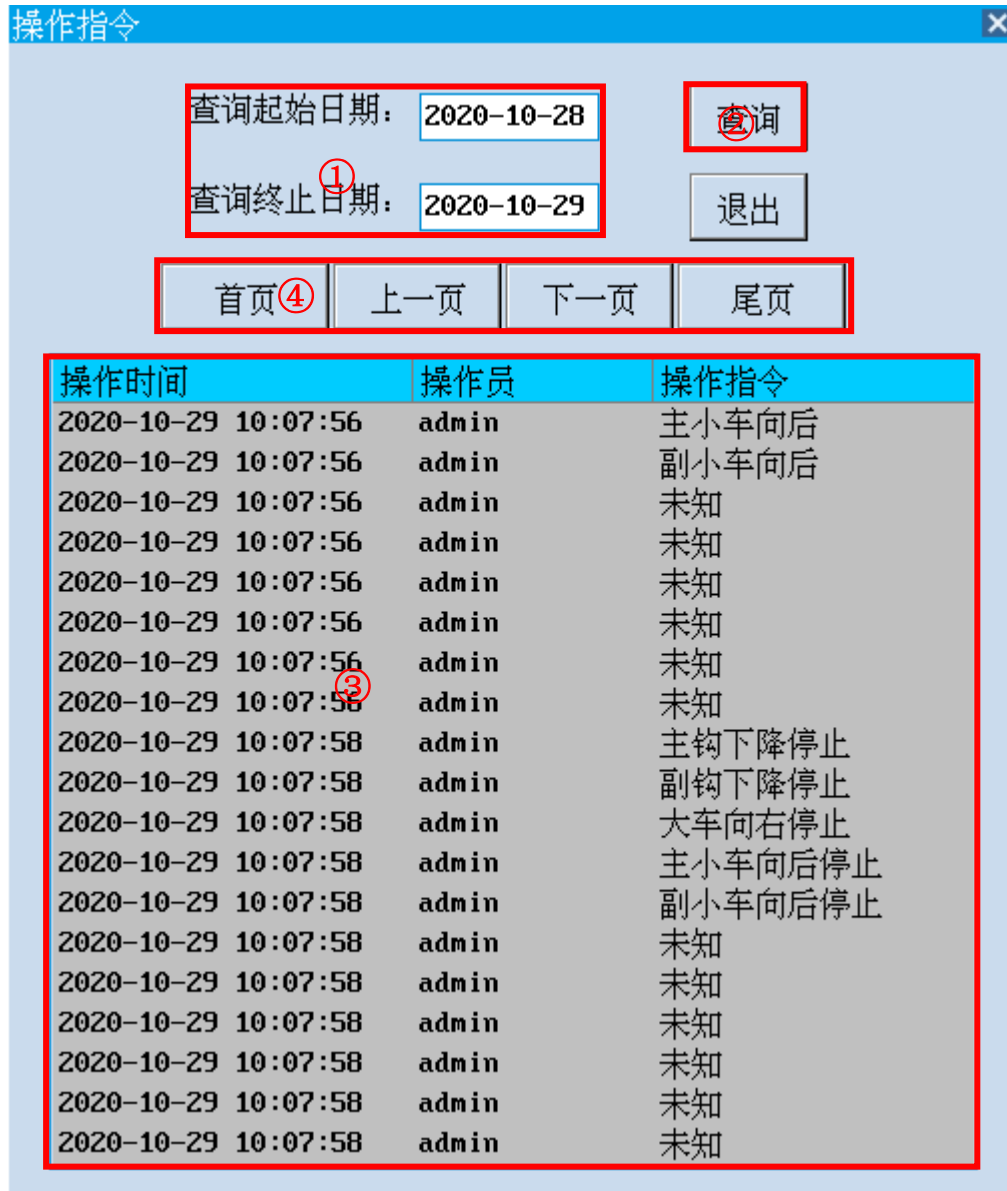 操作指令
查询起始日期： 2020-10-28 查询
②
①
查询终止日期： 2020-10-29 退出
首页 ④ 上一页 下一页 尾页
操作时间 操作员 操作指令
2020-10-29 10:07:56 admin 主小车向后
2020-10-29 10:07:56 admin 副小车向后
2020-10-29 10:07:56 admin 未知
2020-10-29 10:07:56 admin 未知
2020-10-29 10:07:56 admin 未知
2020-10-29 10:07:56 admin 未知
2020-10-29 10:07:56 admin 未知
③
2020-10-29 10:07:56 admin 未知
2020-10-29 10:07:58 admin 主钩下降停止
2020-10-29 10:07:58 admin 副钩下降停止
2020-10-29 10:07:58 admin 大车向右停止
2020-10-29 10:07:58 admin 主小车向后停止
2020-10-29 10:07:58 admin 副小车向后停止
2020-10-29 10:07:58 admin 未知
2020-10-29 10:07:58 admin 未知
2020-10-29 10:07:58 admin 未知
2020-10-29 10:07:58 admin 未知
2020-10-29 10:07:58 admin 未知
2020-10-29 10:07:58 admin 未知